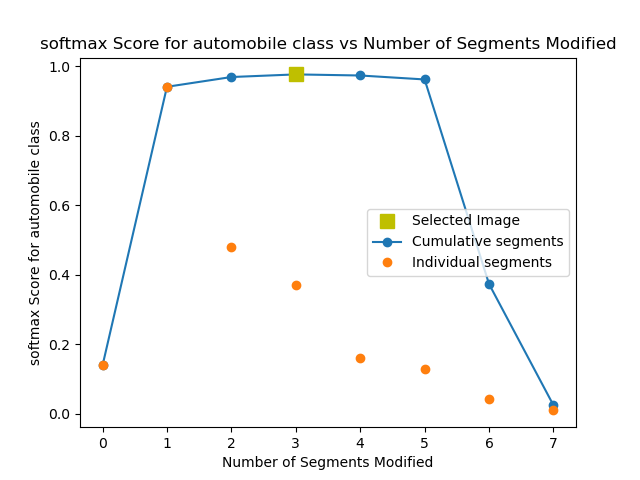 softmax Score for automobile class vs Number of Segments Modified
softmax Score for automobile class
1.0
0.8
0.6
0.4
0.2
0.0
Selected Image
Cumulative segments
Individual segments
0 1 2 3 4 5 6 7
Number of Segments Modified